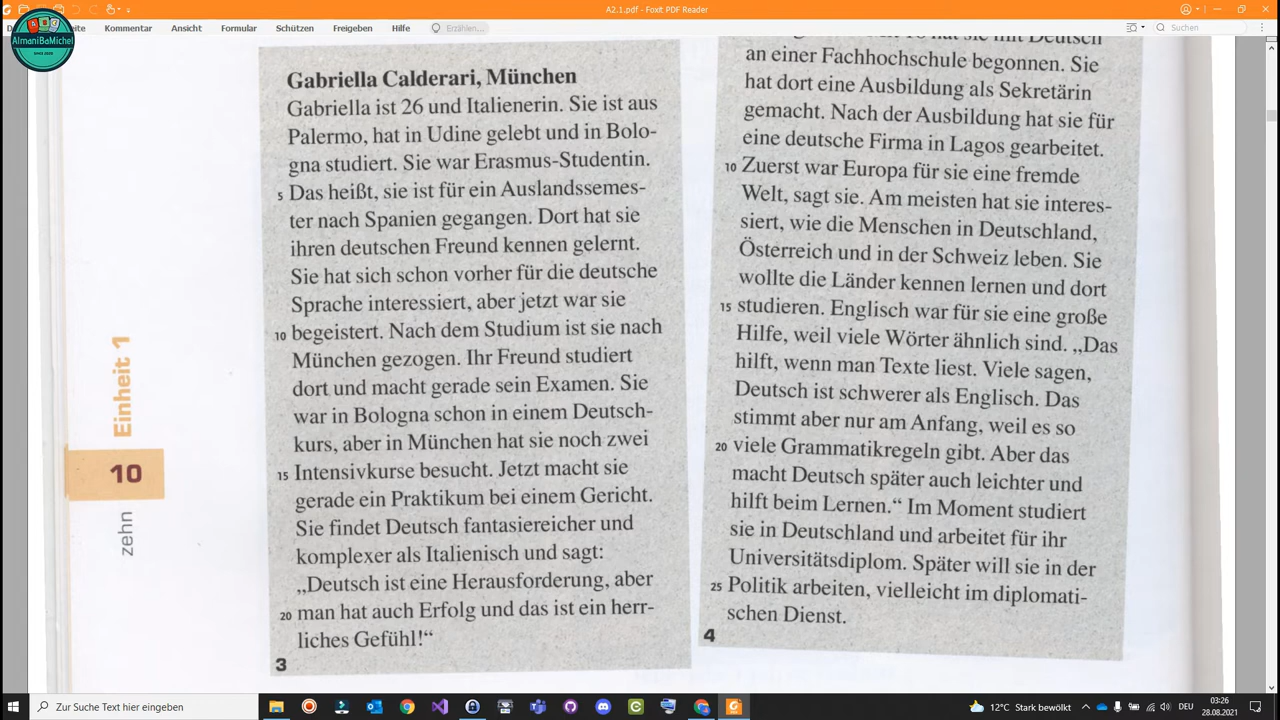 A2.1.pdf - Foxit PDF Reader
Kommentar Ansicht Formular Schützen Freigeben Hilfe Erzählen... Suchen
A B C
AlmaniBaMichel
SINCE 2020
Gabriella Calderari, München
Gabriella ist 26 und Italienerin. Sie ist aus
Palermo, hat in Udine gelebt und in Bolo-
gna studiert. Sie war Erasmus-Studentin.
5 Das heißt, sie ist für ein Auslandssemes-
ter nach Spanien gegangen. Dort hat sie
ihren deutschen Freund kennen gelernt.
Sie hat sich schon vorher für die deutsche
Sprache interessiert, aber jetzt war sie
10 begeistert. Nach dem Studium ist sie nach
München gezogen. Ihr Freund studiert
dort und macht gerade sein Examen. Sie
war in Bologna schon in einem Deutsch-
kurs, aber in München hat sie noch zwei
15 Intensivkurse besucht. Jetzt macht sie
gerade ein Praktikum bei einem Gericht.
Sie findet Deutsch fantasiereicher und
komplexer als Italienisch und sagt:
„Deutsch ist eine Herausforderung, aber
20 man hat auch Erfolg und das ist ein herr-
liches Gefühl!“
3
hat sie mit Deutsch
an einer Fachhochschule begonnen. Sie
hat dort eine Ausbildung als Sekretärin
gemacht. Nach der Ausbildung hat sie für
eine deutsche Firma in Lagos gearbeitet.
10 Zuerst war Europa für sie eine fremde
Welt, sagt sie. Am meisten hat sie interes-
siert, wie die Menschen in Deutschland,
Österreich und in der Schweiz leben. Sie
wollte die Länder kennen lernen und dort
15 studieren. Englisch war für sie eine große
Hilfe, weil viele Wörter ähnlich sind. „Das
hilft, wenn man Texte liest. Viele sagen,
Deutsch ist schwerer als Englisch. Das
stimmt aber nur am Anfang, weil es so
20 viele Grammatikregeln gibt. Aber das
macht Deutsch später auch leichter und
hilft beim Lernen.“ Im Moment studiert
sie in Deutschland und arbeitet für ihr
Universitätsdiplom. Später will sie in der
25 Politik arbeiten, vielleicht im diplomati-
schen Dienst.
4
Einheit 1
10
zehn
Zur Suche Text hier eingeben
12°C Stark bewölkt
DEU
03:26
28.08.2021